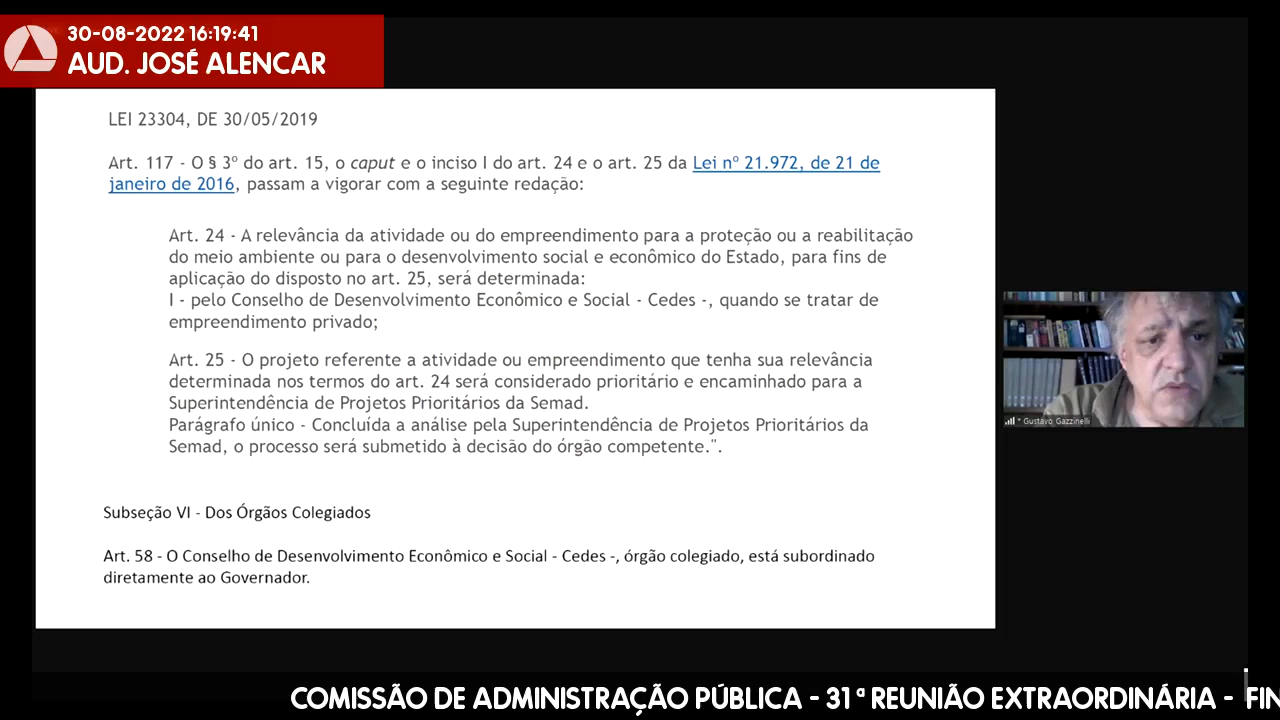 30-08-2022 16:19:41
AUD. JOSÉ ALENCAR
LEI 23304, DE 30/05/2019
Art. 117 - O § 3º do art. 15, o caput e o inciso I do art. 24 e o art. 25 da Lei nº 21.972, de 21 de
janeiro de 2016, passam a vigorar com a seguinte redação:
Art. 24 - A relevância da atividade ou do empreendimento para a proteção ou a reabilitação
do meio ambiente ou para o desenvolvimento social e econômico do Estado, para fins de
aplicação do disposto no art. 25, será determinada:
I - pelo Conselho de Desenvolvimento Econômico e Social - Cedes -, quando se tratar de
empreendimento privado;
Art. 25 - O projeto referente a atividade ou empreendimento que tenha sua relevância
determinada nos termos do art. 24 será considerado prioritário e encaminhado para a
Superintendência de Projetos Prioritários da Semad.
Parágrafo único - Concluída a análise pela Superintendência de Projetos Prioritários da
Semad, o processo será submetido à decisão do órgão competente.".
Subseção VI - Dos Órgãos Colegiados
Art. 58 - O Conselho de Desenvolvimento Econômico e Social - Cedes -, órgão colegiado, está subordinado
diretamente ao Governador.
* Gustavo Gazzinelli
COMISSÃO DE ADMINISTRAÇÃO PÚBLICA - 31ª REUNIÃO EXTRAORDINÁRIA - FIN